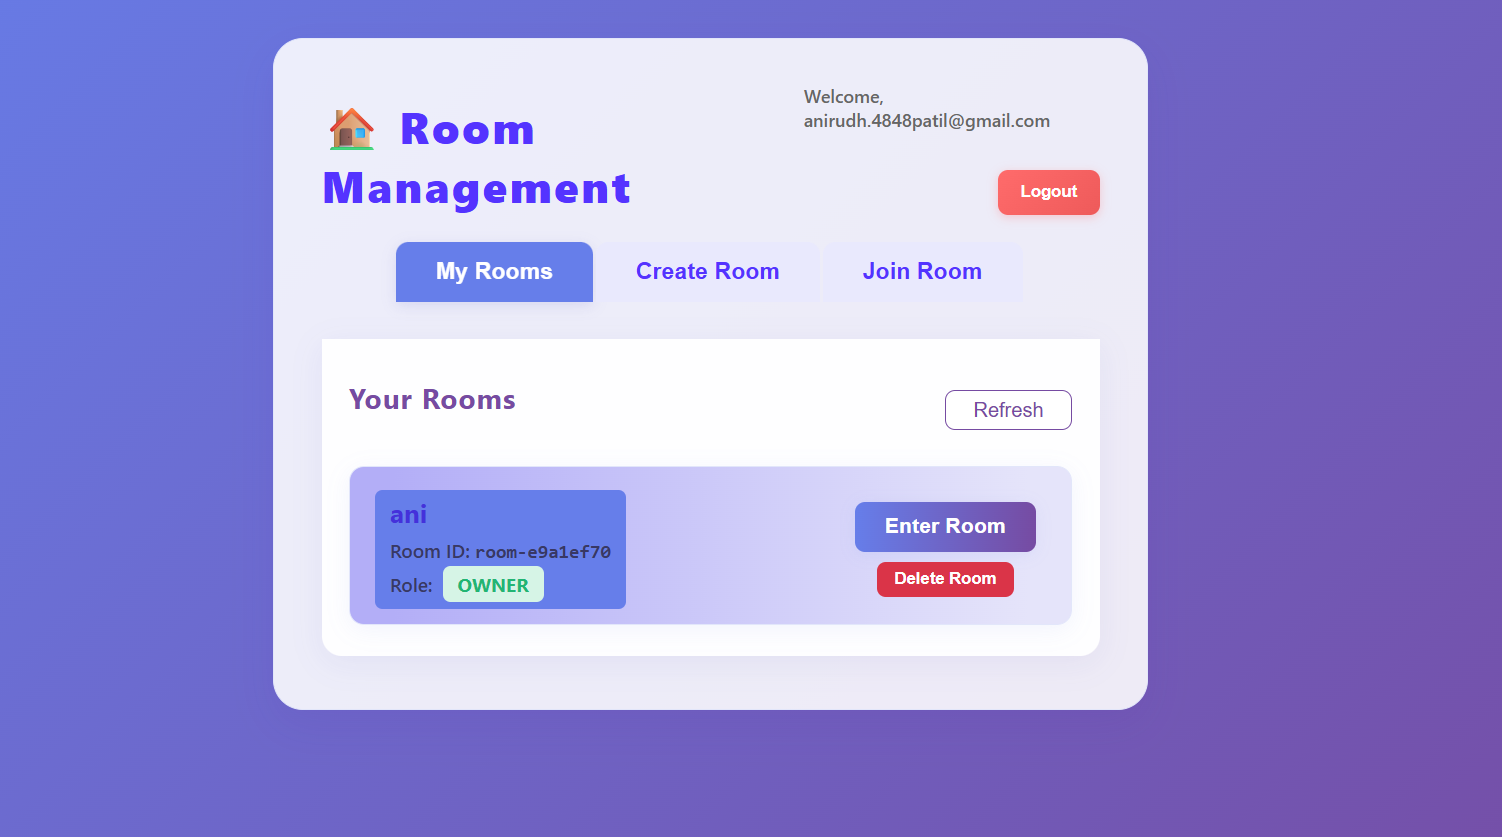 Room
Management
Welcome,
anirudh.4848patil@gmail.com
Logout
My Rooms
Create Room
Join Room
Your Rooms
Refresh
ani
Room ID: room-e9a1ef70
Role: OWNER
Enter Room
Delete Room